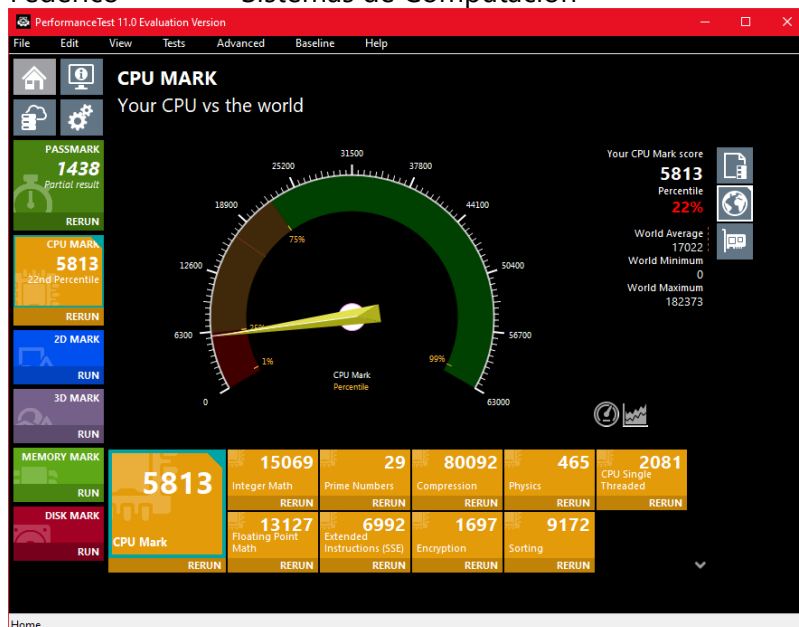 Federico Sistemas de Computación
PerformanceTest 11.0 Evaluation Version
File Edit View Tests Advanced Baseline Help
CPU MARK
Your CPU vs the world
PASSMARK
1438
Partial result
RERUN
CPU MARK
5813
22nd Percentile
RERUN
2D MARK
RUN
3D MARK
RUN
MEMORY MARK
RUN
DISK MARK
RUN
0
6300
12600
18900
25200
31500
37800
44100
50400
56700
63000
1%
25%
75%
99%
CPU Mark
Percentile
Your CPU Mark score
5813
Percentile
22%
World Average
17022
World Minimum
0
World Maximum
182373
5813
CPU Mark
RERUN
15069
Integer Math
RERUN
29
Prime Numbers
RERUN
80092
Compression
RERUN
465
Physics
RERUN
2081
CPU Single
Threaded
RERUN
13127
Floating Point
Math
RERUN
6992
Extended
Instructions (SSE)
RERUN
1697
Encryption
RERUN
9172
Sorting
RERUN
Home